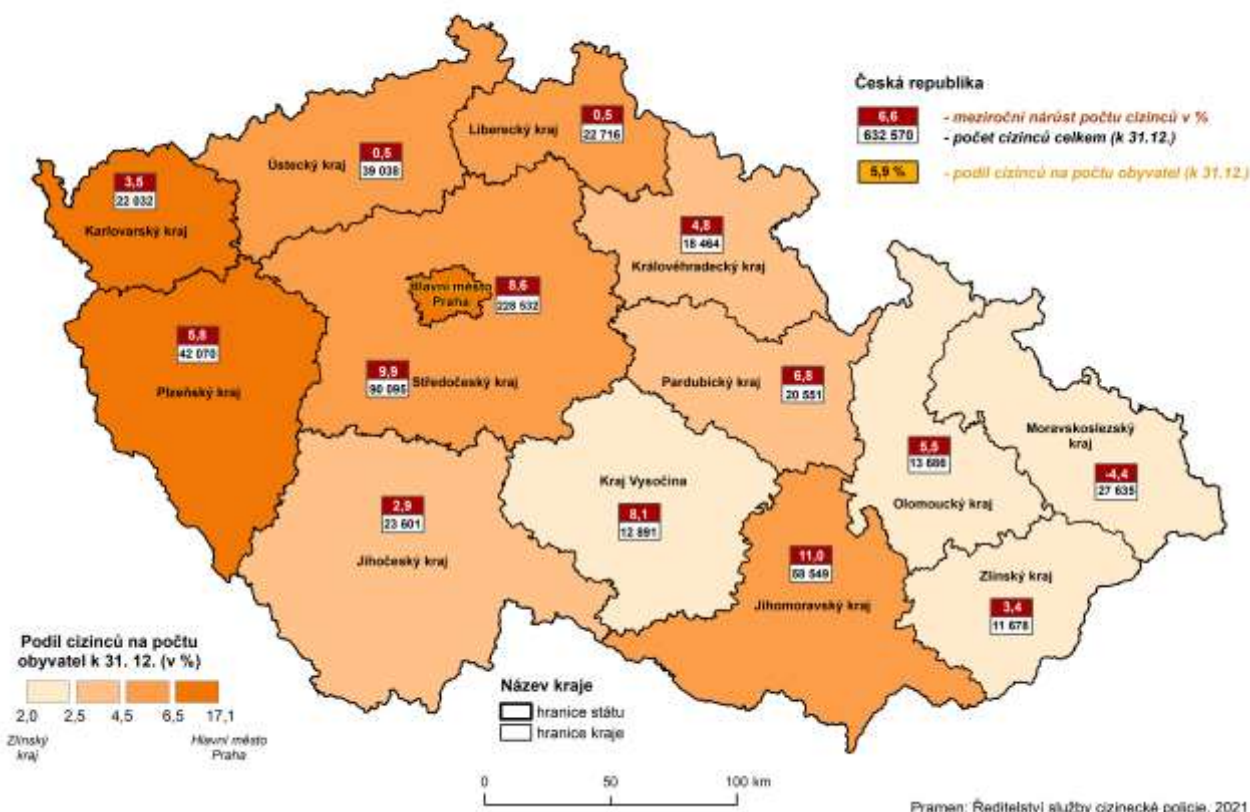 Česká republika
6,6
632 570
- meziroční nárůst počtu cizinců v %
- počet cizinců celkem (k 31.12.)
5,9 %
- podíl cizinců na počtu obyvatel (k 31.12.)
Liberecký kraj
0,5
22 716
Ústecký kraj
0,5
39 038
3,5
22 032
Karlovarský kraj
4,8
18 464
Královéhradecký kraj
Hlavní město
Praha
8,6
228 532
5,8
42 070
Plzeňský kraj
9,9
90 095
Středočeský kraj
Pardubický kraj
6,8
20 551
Moravskoslezský
kraj
-4,4
27 635
5,5
13 686
Olomoucký kraj
Kraj Vysočina
8,1
12 891
2,9
23 601
Jihočeský kraj
11,0
58 549
Jihomoravský kraj
Zlínský kraj
3,4
11 678
Podíl cizinců na počtu
obyvatel k 31. 12. (v %)
2,0 2,5 4,5 6,5 17,1
Zlínský
kraj
Hlavní město
Praha
Název kraje
hranice státu
hranice kraje
0 50 100 km
Pramen: Ředitelství služby cizinecké policie, 2021